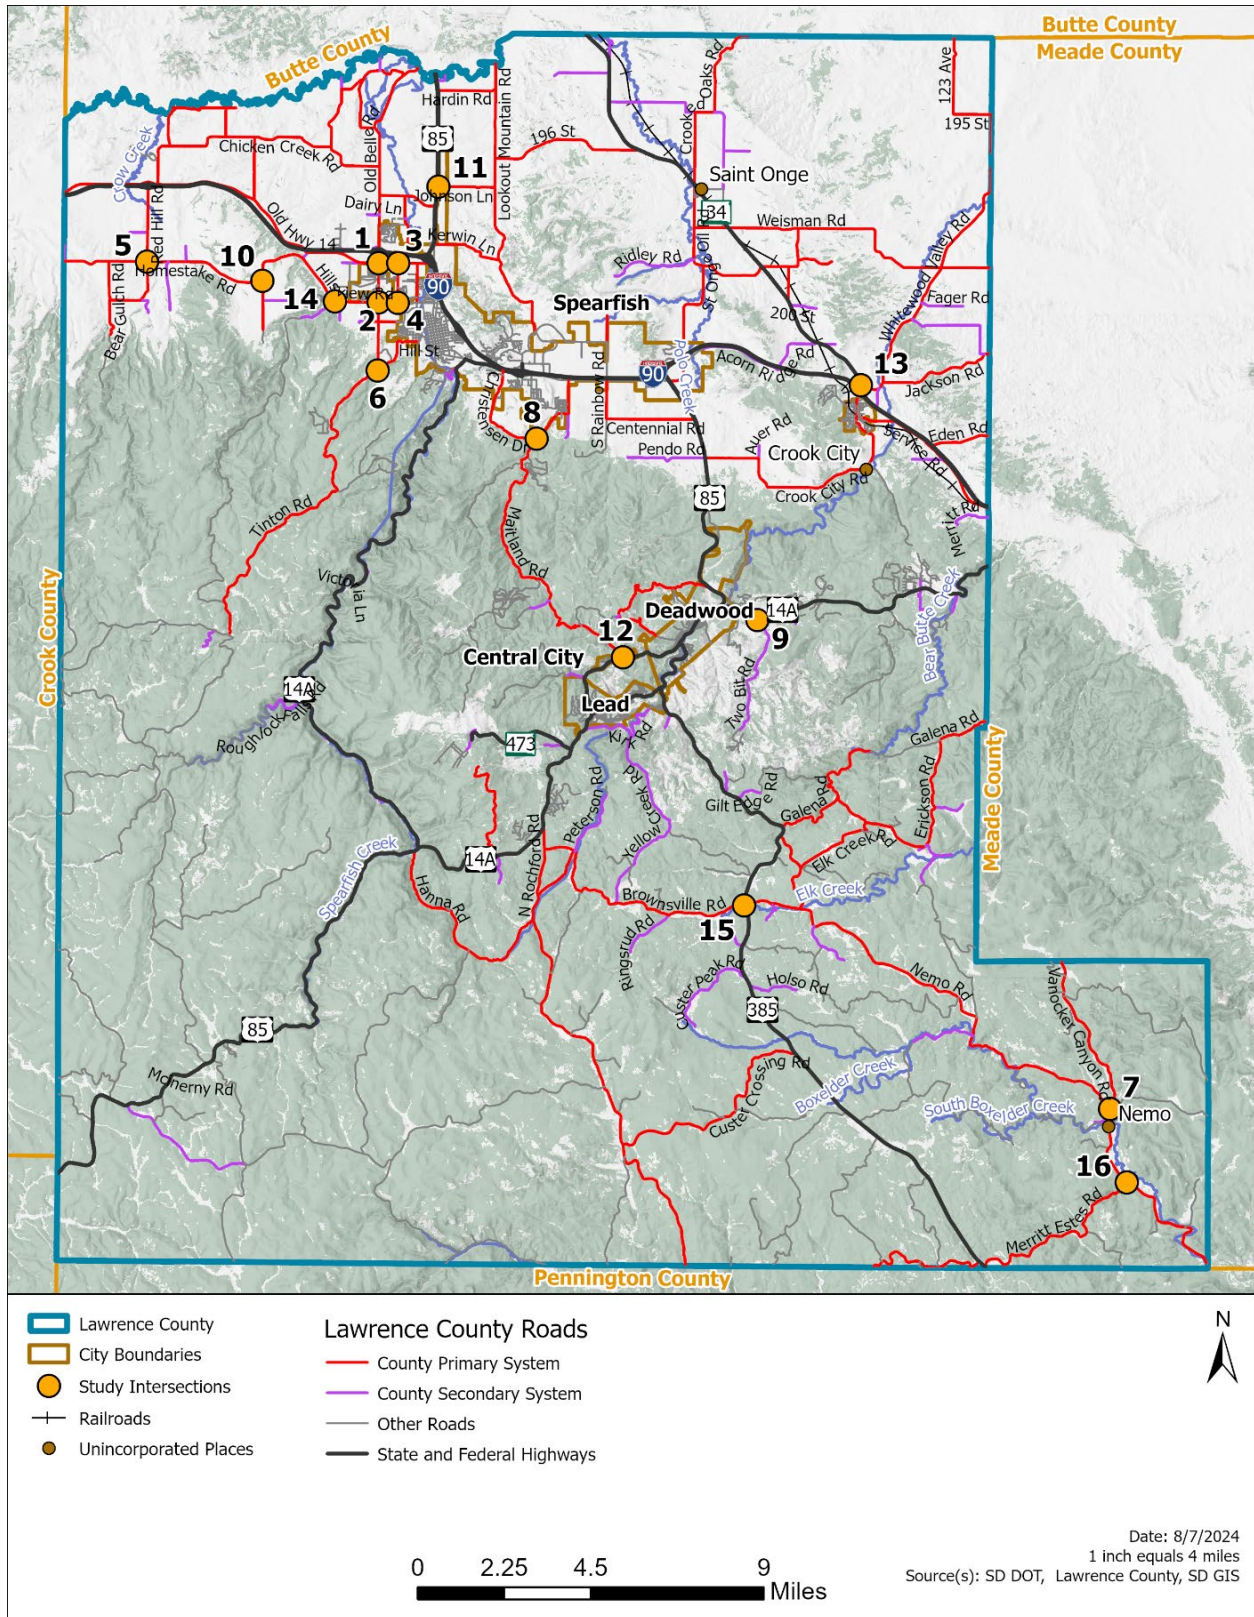 Butte County
Meade County
Butte County
Crooked Oaks Rd
123 Ave
195 St
Hardin Rd
85
Lookout Mountain Rd
Old Belle Rd
196 St
Chicken Creek Rd
Crow Creek
11
Johnson Ln
Saint Onge
34
Red Hill Rd
Dairy Ln
Old Hwy 14
Kerwin Ln
Weisman Rd
St Onge Oil Rd
Ridley Rd
Whitewood Valley Rd
5
10
1
3
Homestake Rd
Bear Gulch Rd
14
2
4
90
Spearfish
200 St
Fager Rd
Hill St
Polo Creek
90
Acorn Ridge Rd
13
Jackson Rd
6
Christensen Dr
8
S Rainbow Rd
Centennial Rd
Pendo Rd
Auer Rd
Crook City
Service Rd
Eden Rd
Crook City Rd
85
Merritt Rd
Tinton Rd
Maitland Rd
Victoria Ln
Crook County
Deadwood
14A
9
12
Central City
Lead
Two Bit Rd
Bear Butte Creek
14A
473
Kirk Rd
Galena Rd
Meade County
Peterson Rd
Yellow Creek Rd
Gilt Edge Rd
Galena Rd
Erickson Rd
Elk Creek Rd
Spearfish Creek
14A
N Rochford Rd
Hanna Rd
Brownsville Rd
Elk Creek
15
Ringsrud Rd
Custer Peak Rd
Holso Rd
Nemo Rd
Vanocker Canyon Rd
385
85
McInerny Rd
Custer Crossing Rd
Boxelder Creek
South Boxelder Creek
7
Nemo
16
Merritt Estes Rd
Pennington County
Lawrence County
City Boundaries
Study Intersections
Railroads
Unincorporated Places
Lawrence County Roads
County Primary System
County Secondary System
Other Roads
State and Federal Highways
N
0 2.25 4.5 9
Miles
Date: 8/7/2024
1 inch equals 4 miles
Source(s): SD DOT, Lawrence County, SD GIS